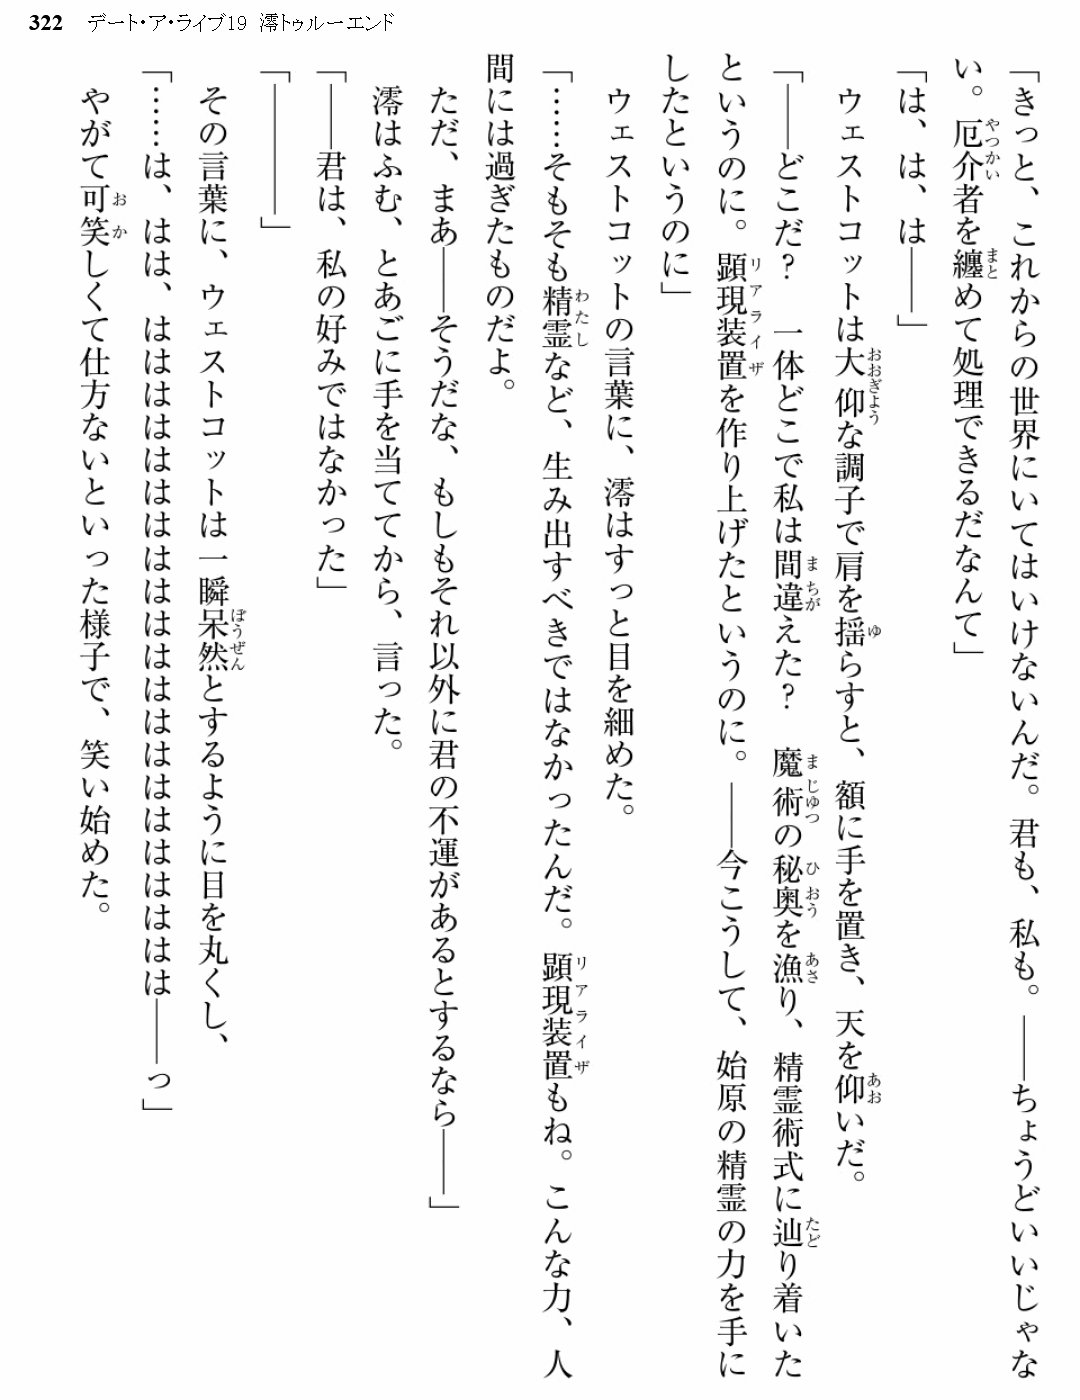 322 デート・ア・ライブ19 澪トゥルーエンド
「きっと、これからの世界にいてはいけないんだ。君も、私も。――ちょうどいいじゃな
い。厄介者を纏めて処理できるだなんて」
「は、は、は――」
ウェストコットは大仰な調子で肩を揺らすと、額に手を置き、天を仰いだ。
「――どこだ？　一体どこで私は間違えた？　魔術の秘奥を漁り、精霊術式に辿り着いた
というのに。顕現装置を作り上げたというのに。――今こうして、始原の精霊の力を手に
したというのに」
ウェストコットの言葉に、澪はすっと目を細めた。
「……そもそも精霊など、生み出すべきではなかったんだ。顕現装置もね。こんな力、人
間には過ぎたものだよ。
ただ、まあ――そうだな、もしもそれ以外に君の不運があるとするなら――」
澪はふむ、とあごに手を当ててから、言った。
「――君は、私の好みではなかった」
「――――」
その言葉に、ウェストコットは一瞬呆然とするように目を丸くし、
「……は、はは、はははははははははははははははははははは――っ」
やがて可笑しくて仕方ないといった様子で、笑い始めた。